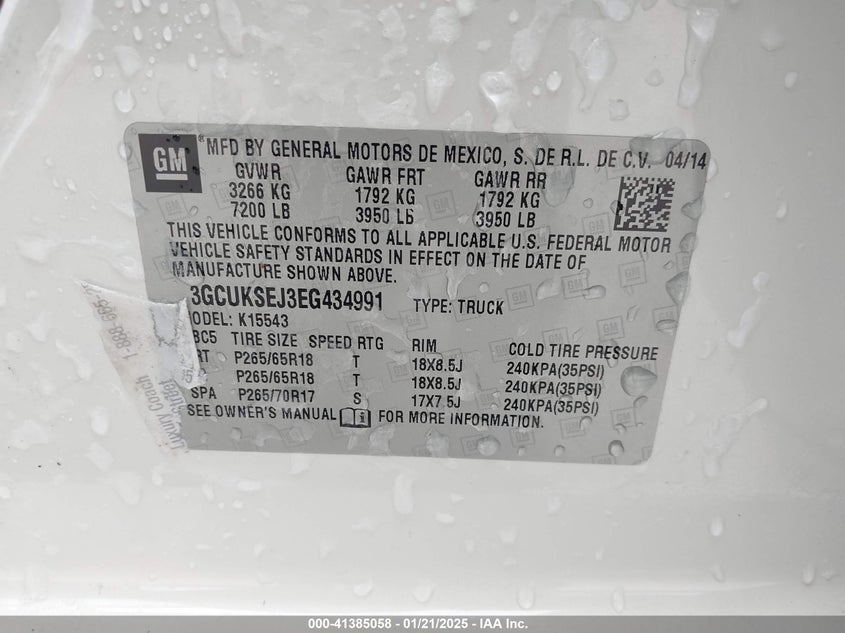 GM MFD BY GENERAL MOTORS DE MEXICO, S. DE R.L. DE C.V. 04/14
GVWR GAWR FRT GAWR RR
3266 KG 1792 KG 1792 KG
7200 LB 3950 LB 3950 LB
THIS VEHICLE CONFORMS TO ALL APPLICABLE U.S. FEDERAL MOTOR
VEHICLE SAFETY STANDARDS IN EFFECT ON THE DATE OF
MANUFACTURE SHOWN ABOVE.
3GCUKSEJ3EG434991 TYPE: TRUCK
ODEL: K15543
BC5 TIRE SIZE SPEED RTG RIM COLD TIRE PRESSURE
RT P265/65R18 T 18X8.5J 240KPA(35PSI)
P265/65R18 T 18X8.5J 240KPA(35PSI)
SPA P265/70R17 S 17X7.5J 240KPA(35PSI)
SEE OWNER'S MANUAL FOR MORE INFORMATION.
1-888-
000-41385058 - 01/21/2025 - IAA Inc.